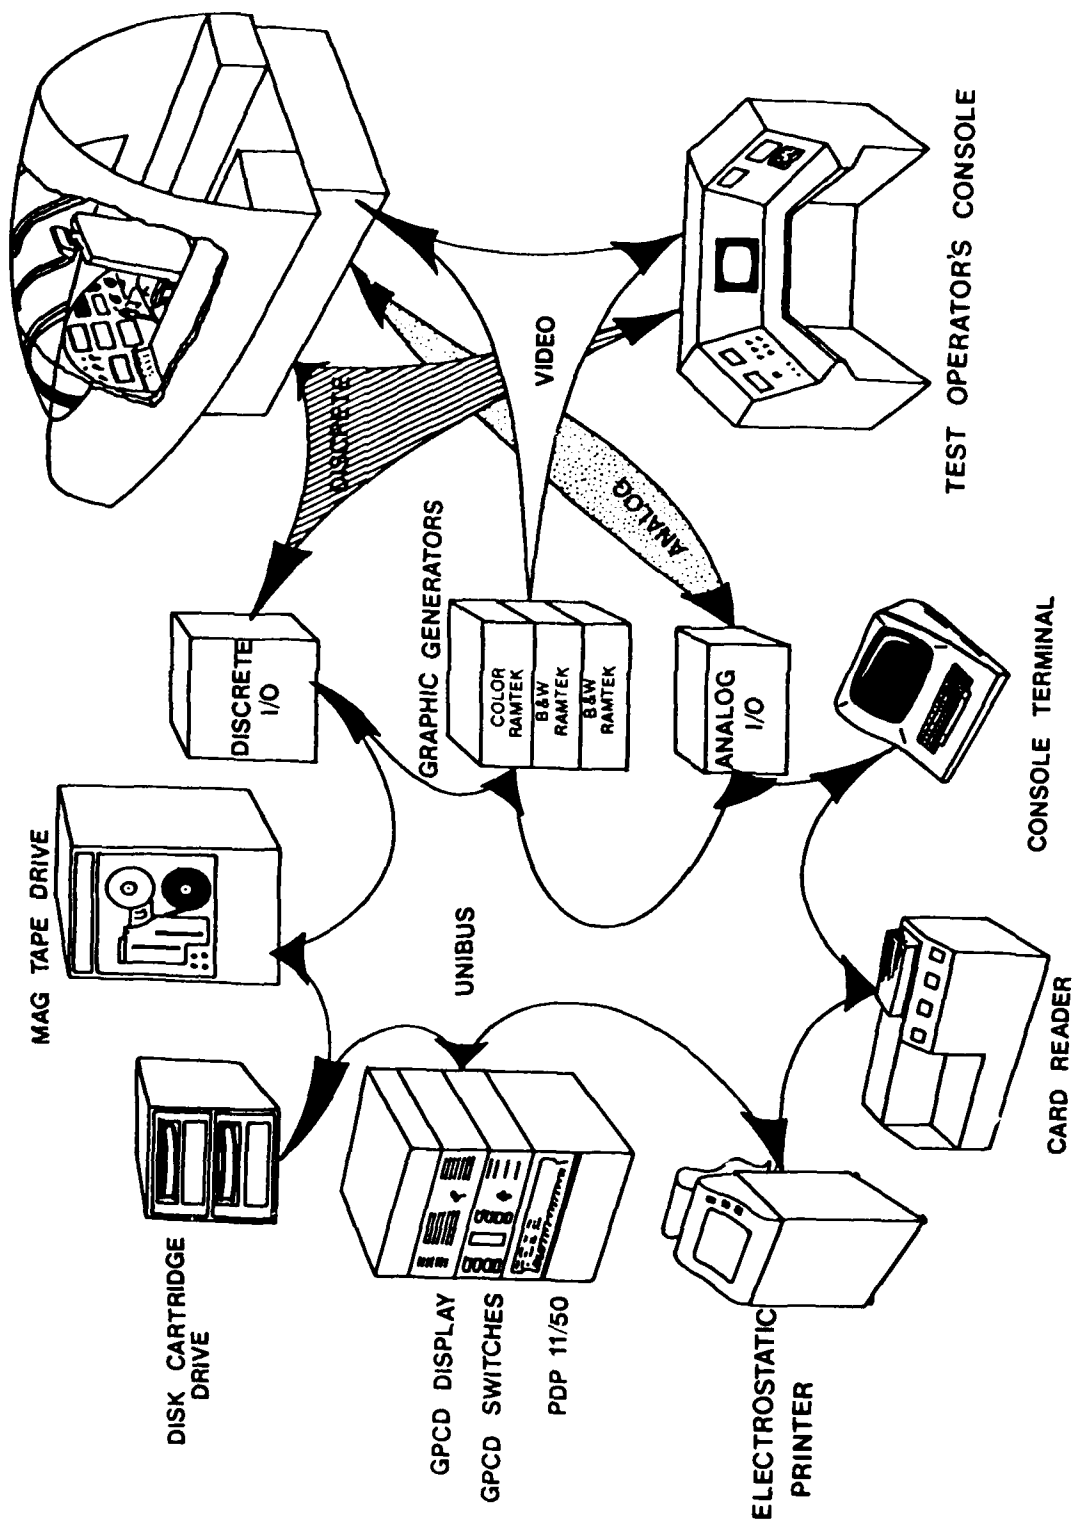 DISK CARTRIDGE
DRIVE
MAG TAPE DRIVE
DISCRETE
I/O
DISCRETE
GPCD DISPLAY
GPCD SWITCHES
PDP 11/50
UNIBUS
GRAPHIC GENERATORS
COLOR
RAMTEK
B&W
RAMTEK
B&W
RAMTEK
VIDEO
ANALOG
ANALOG
I/O
ELECTROSTATIC
PRINTER
CARD READER
CONSOLE TERMINAL
TEST OPERATOR'S CONSOLE